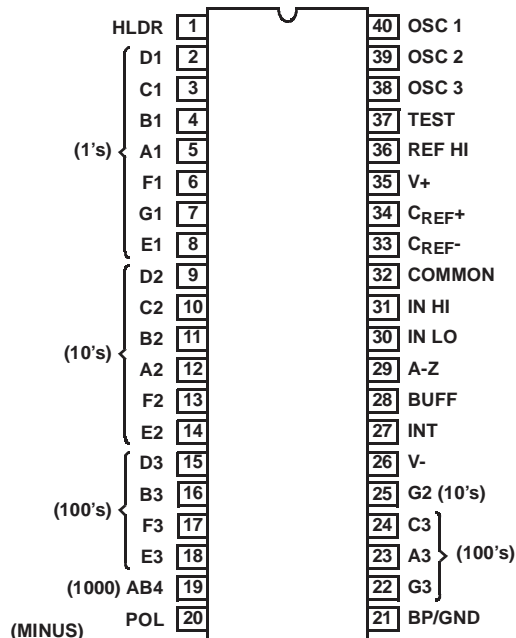 HLDR 1 40 OSC 1
D1 2 39 OSC 2
C1 3 38 OSC 3
B1 4 37 TEST
(1's) A1 5 36 REF HI
F1 6 35 V+
G1 7 34 CREF+
E1 8 33 CREF-
D2 9 32 COMMON
C2 10 31 IN HI
(10's) B2 11 30 IN LO
A2 12 29 A-Z
F2 13 28 BUFF
E2 14 27 INT
D3 15 26 V-
(100's) B3 16 25 G2 (10's)
F3 17 24 C3
E3 18 23 A3 (100's)
(1000) AB4 19 22 G3
(MINUS) POL 20 21 BP/GND